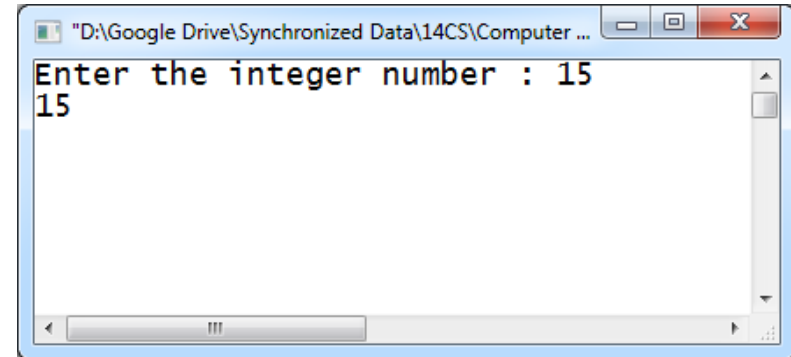 "D:\Google Drive\Synchronized Data\14CS\Computer ...
Enter the integer number : 15
15